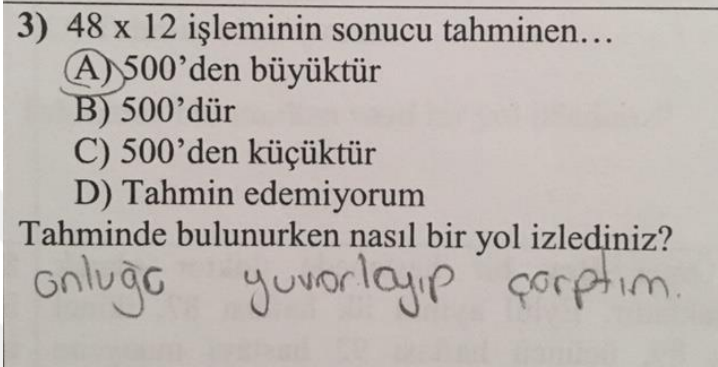 3) 48 x 12 işleminin sonucu tahminen…
A) 500’den büyüktür
B) 500’dür
C) 500’den küçüktür
D) Tahmin edemiyorum
Tahminde bulunurken nasıl bir yol izlediniz?
onluğa yuvarlayıp çarptım.